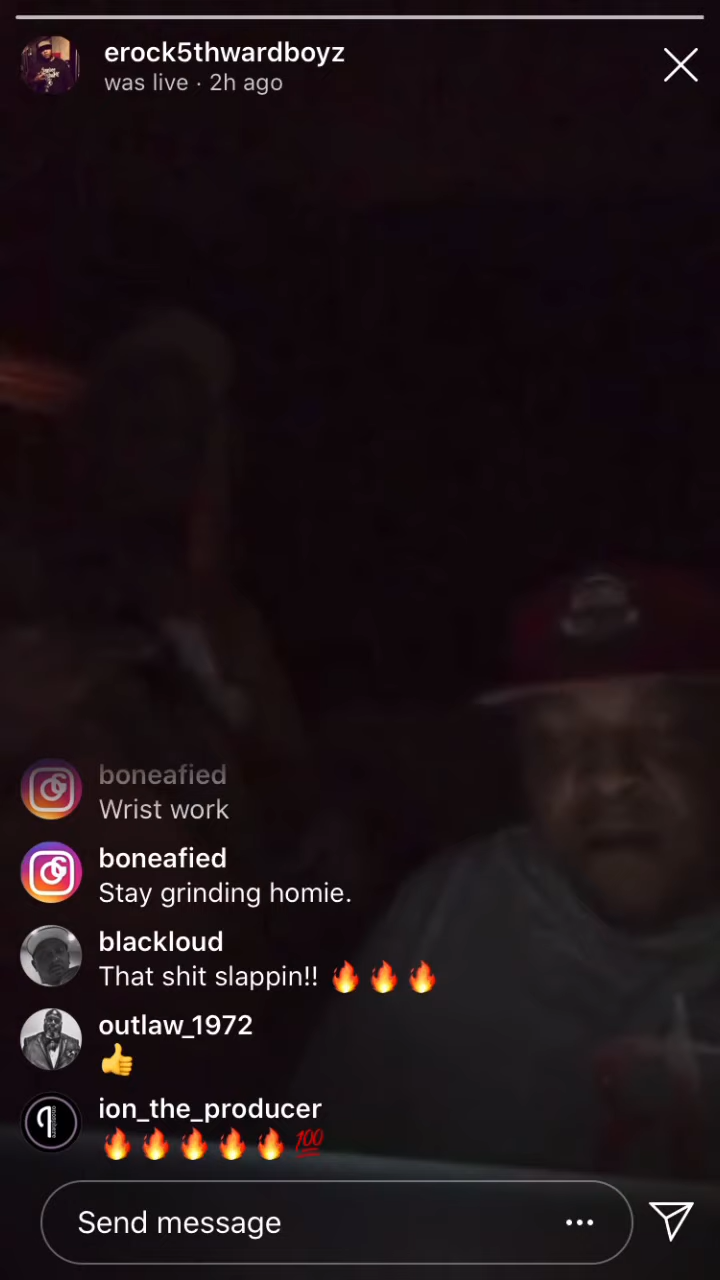 erock5thwardboyz
was live · 2h ago
boneafied
Wrist work
boneafied
Stay grinding homie.
blackloud
That shit slappin!! 🔥 🔥 🔥
outlaw_1972
👍
ion_the_producer
🔥 🔥 🔥 🔥 🔥 💯
Send message